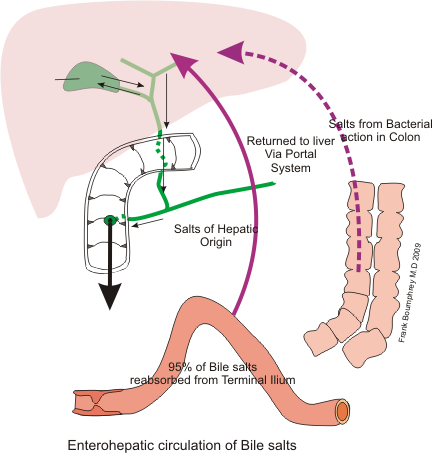 Salts from Bacterial
action in Colon
Returned to liver
Via Portal
System
Salts of Hepatic
Origin
Frank Boumphrey M.D 2009
95% of Bile salts
reabsorbed from Terminal Ilium
Enterohepatic circulation of Bile salts